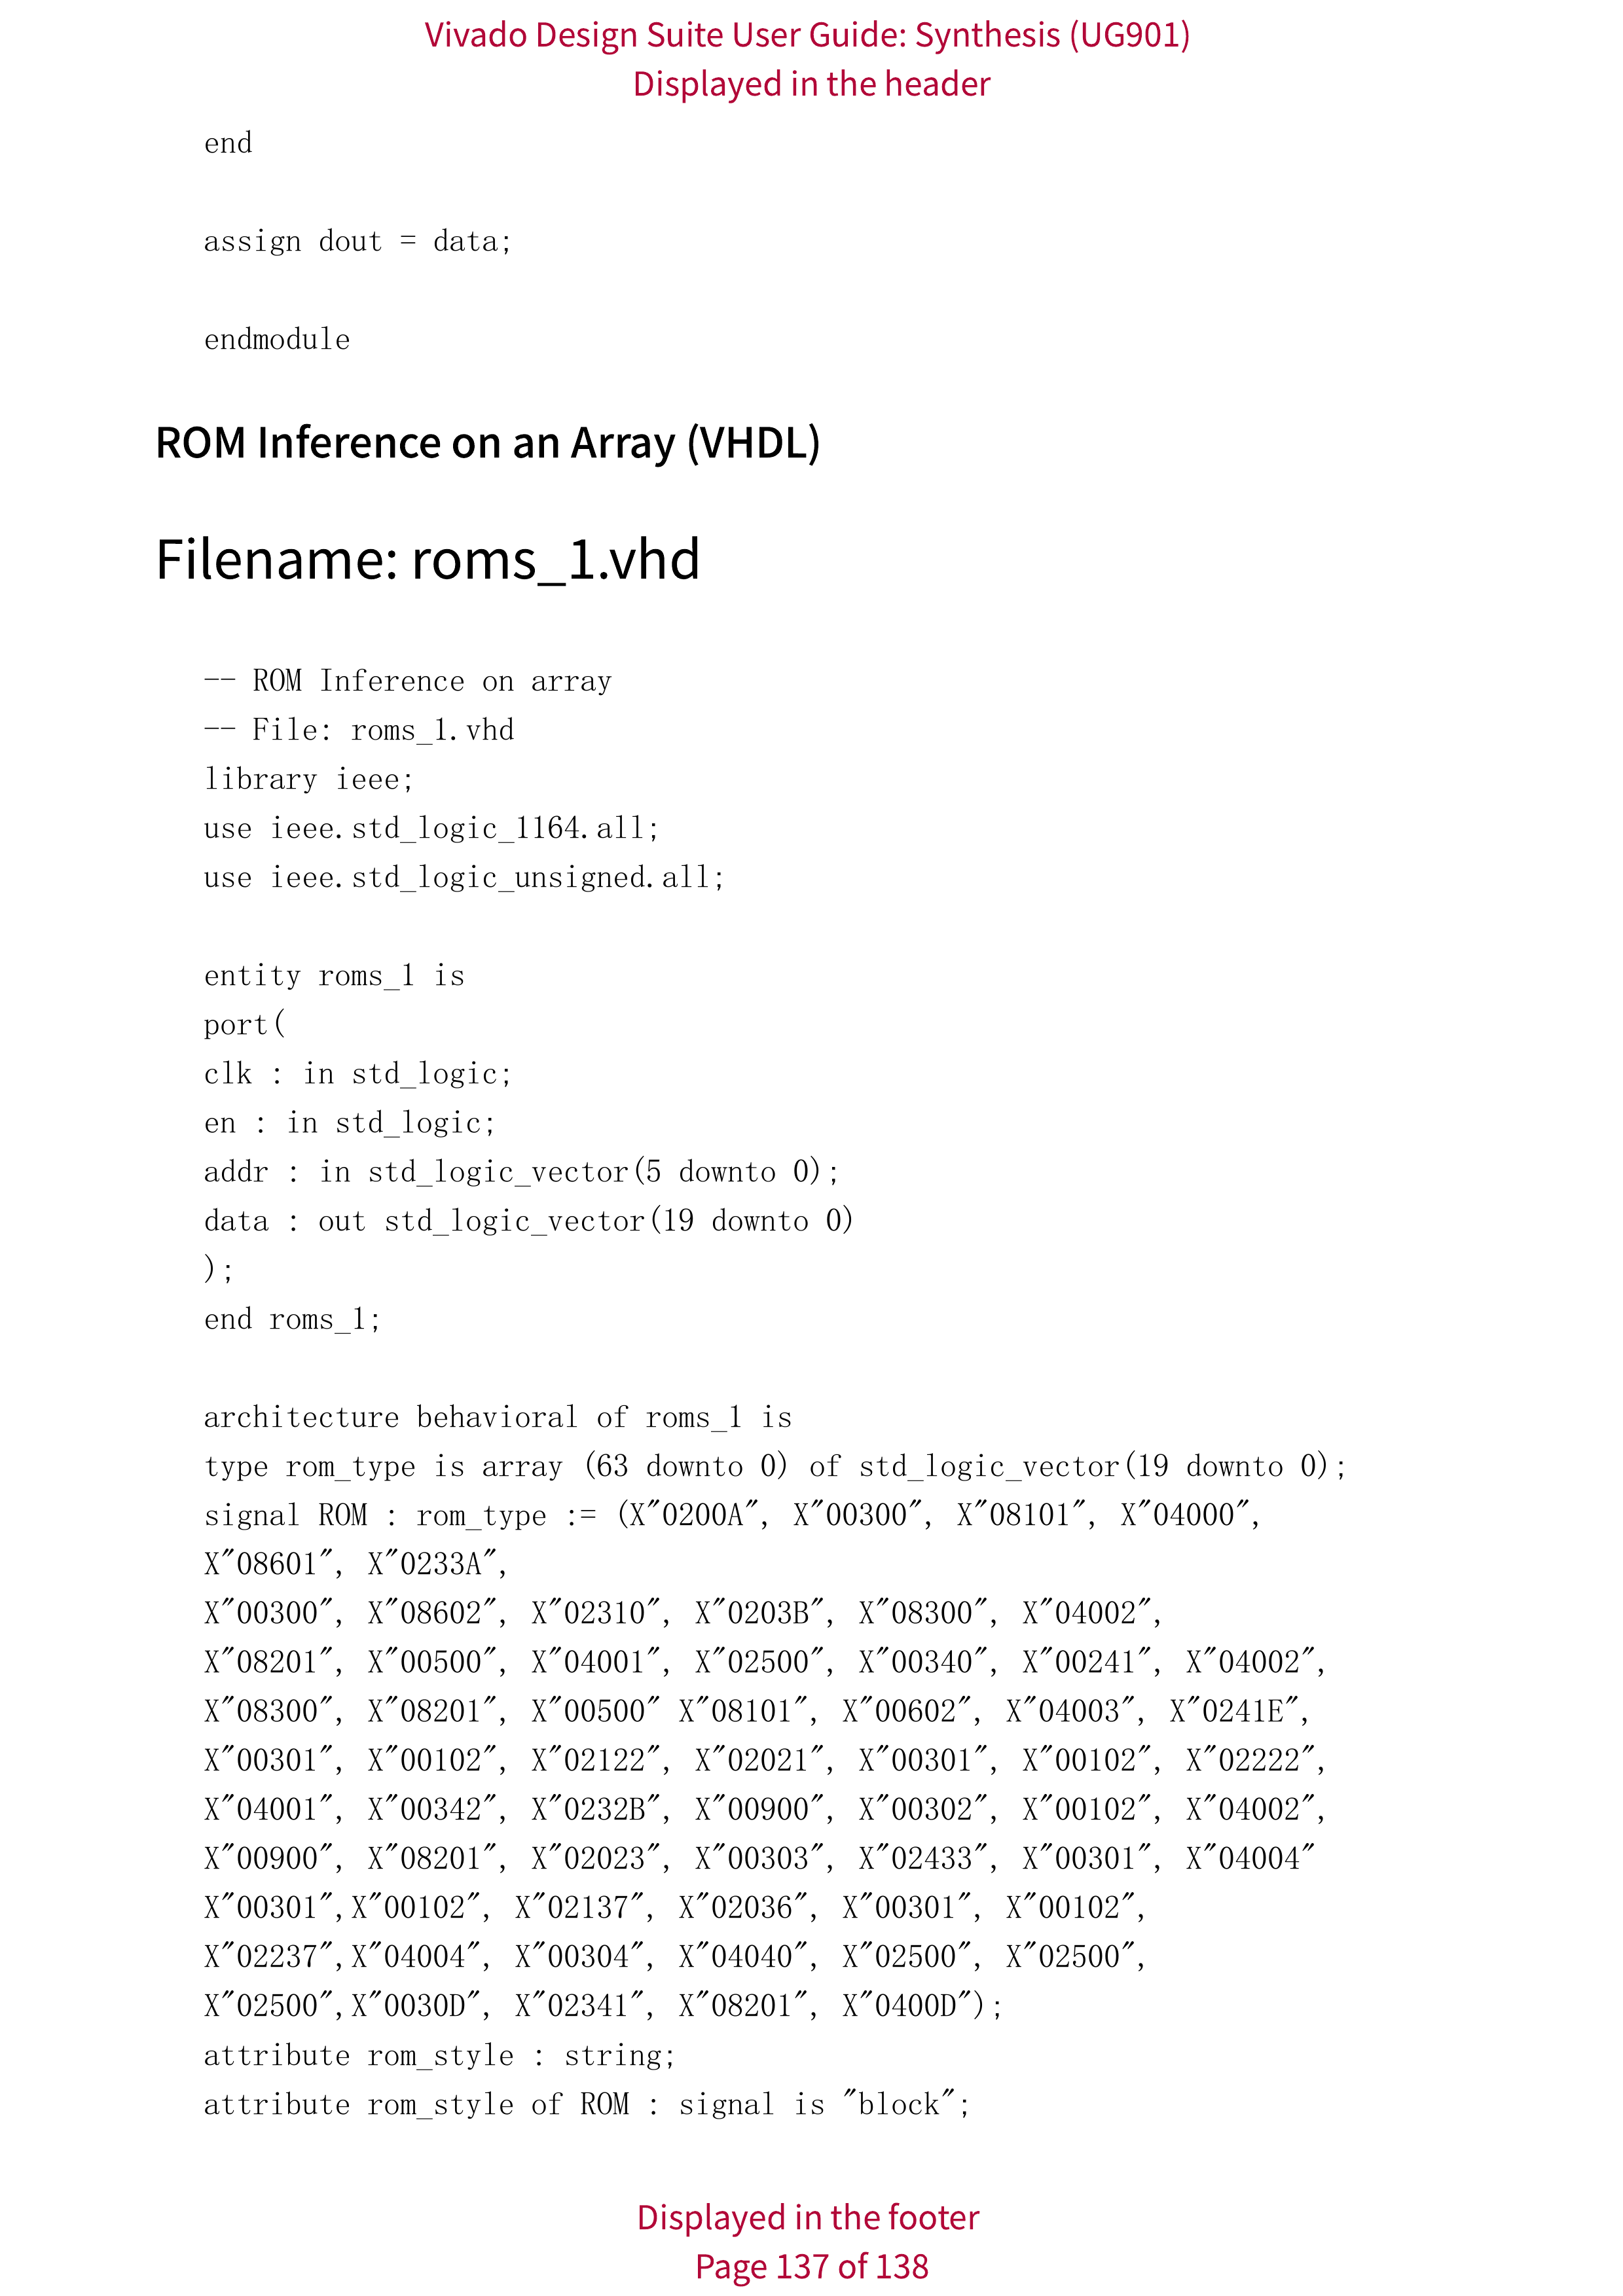 Vivado Design Suite User Guide: Synthesis (UG901)
Displayed in the header
end
assign dout = data;
endmodule
ROM Inference on an Array (VHDL)
Filename: roms_1.vhd
-- ROM Inference on array
-- File: roms_1.vhd
library ieee;
use ieee.std_logic_1164.all;
use ieee.std_logic_unsigned.all;
entity roms_1 is
port(
clk : in std_logic;
en : in std_logic;
addr : in std_logic_vector(5 downto 0);
data : out std_logic_vector(19 downto 0)
);
end roms_1;
architecture behavioral of roms_1 is
type rom_type is array (63 downto 0) of std_logic_vector(19 downto 0);
signal ROM : rom_type := (X"0200A", X"00300", X"08101", X"04000",
X"08601", X"0233A",
X"00300", X"08602", X"02310", X"0203B", X"08300", X"04002",
X"08201", X"00500", X"04001", X"02500", X"00340", X"00241", X"04002",
X"08300", X"08201", X"00500" X"08101", X"00602", X"04003", X"0241E",
X"00301", X"00102", X"02122", X"02021", X"00301", X"00102", X"02222",
X"04001", X"00342", X"0232B", X"00900", X"00302", X"00102", X"04002",
X"00900", X"08201", X"02023", X"00303", X"02433", X"00301", X"04004"
X"00301",X"00102", X"02137", X"02036", X"00301", X"00102",
X"02237",X"04004", X"00304", X"04040", X"02500", X"02500",
X"02500",X"0030D", X"02341", X"08201", X"0400D");
attribute rom_style : string;
attribute rom_style of ROM : signal is "block";
Displayed in the footer
Page 137 of 138